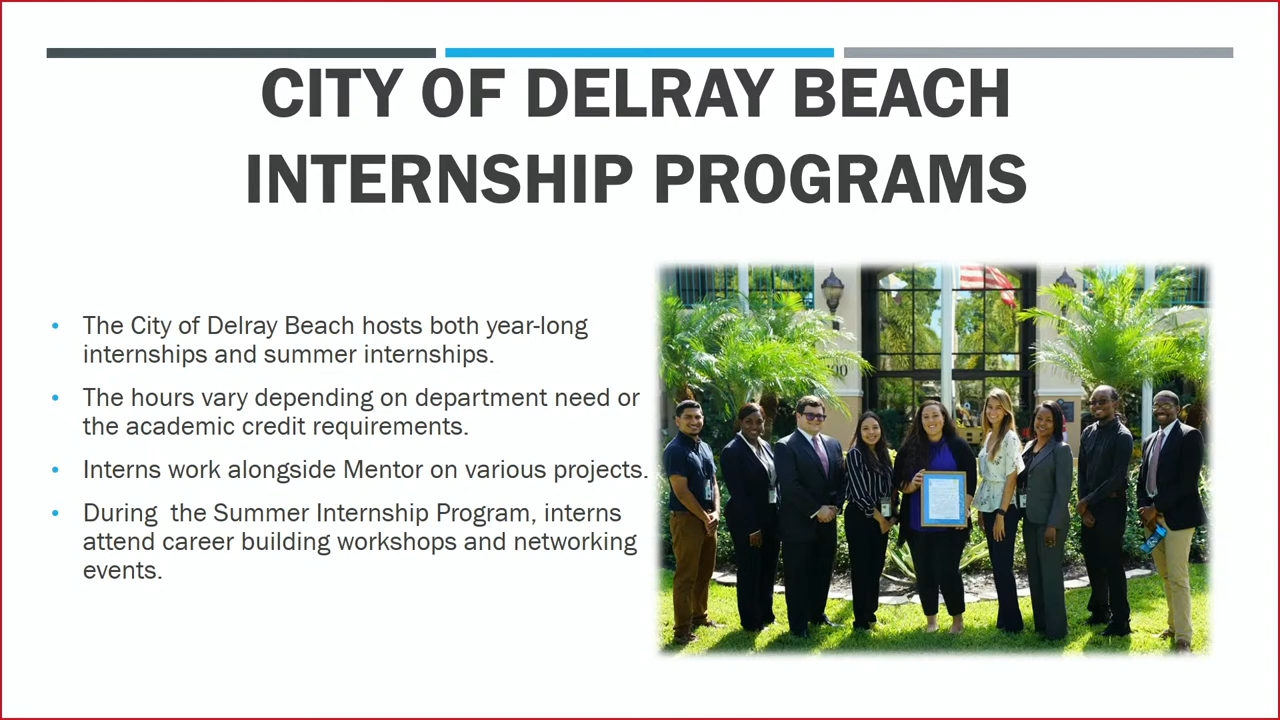 CITY OF DELRAY BEACH
INTERNSHIP PROGRAMS
• The City of Delray Beach hosts both year-long
internships and summer internships.
• The hours vary depending on department need or
the academic credit requirements.
• Interns work alongside Mentor on various projects.
• During  the Summer Internship Program, interns
attend career building workshops and networking
events.